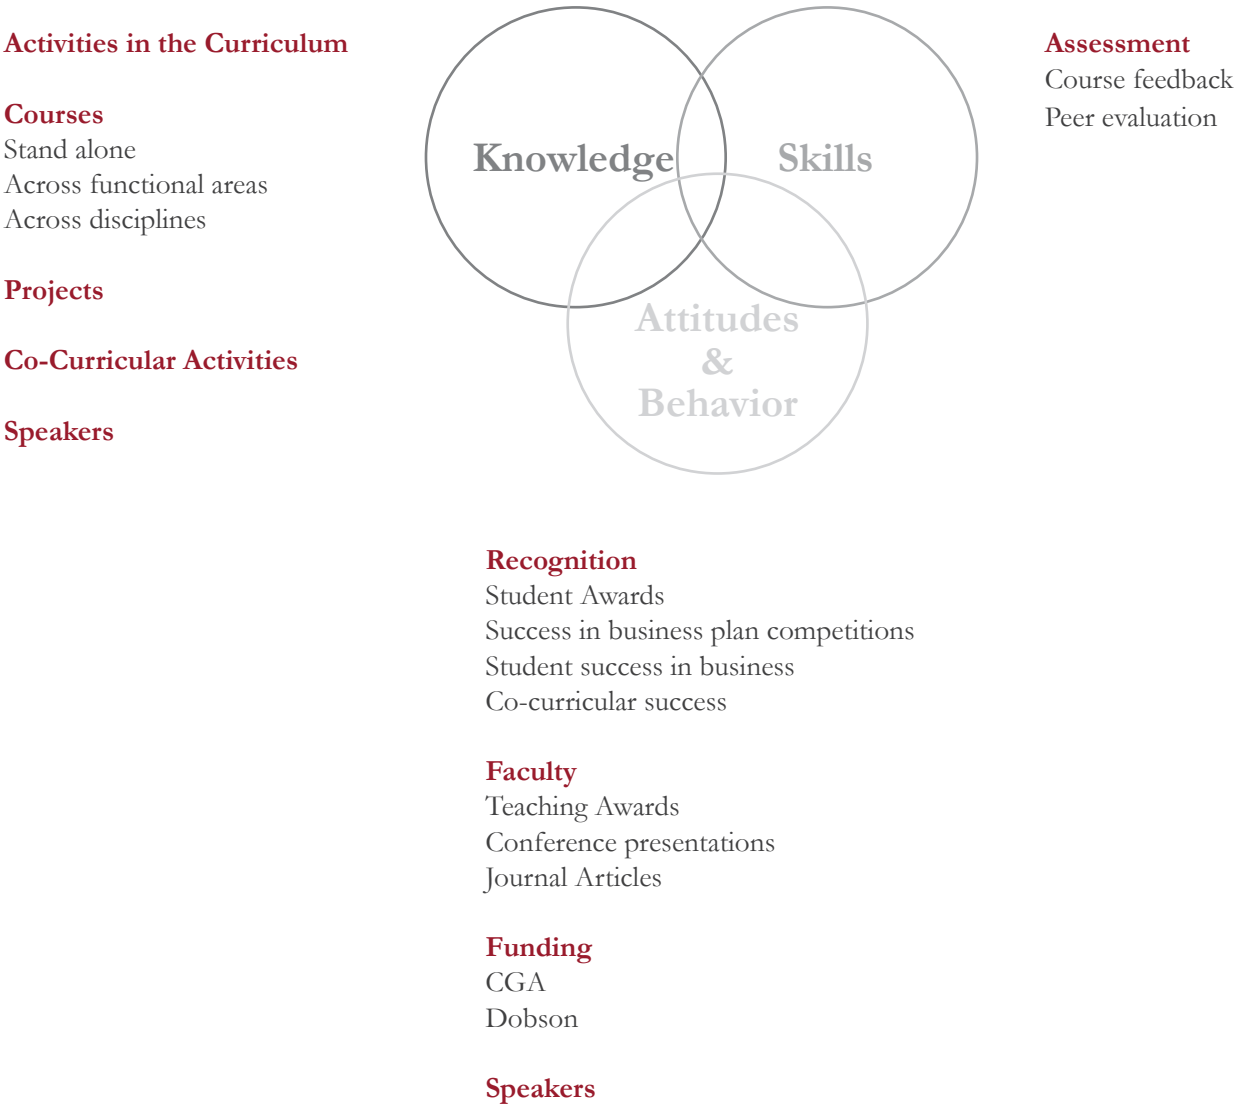 Activities in the Curriculum
Courses
Stand alone
Across functional areas
Across disciplines
Projects
Co-Curricular Activities
Speakers
Knowledge
Skills
Attitudes
&
Behavior
Assessment
Course feedback
Peer evaluation
Recognition
Student Awards
Success in business plan competitions
Student success in business
Co-curricular success
Faculty
Teaching Awards
Conference presentations
Journal Articles
Funding
CGA
Dobson
Speakers